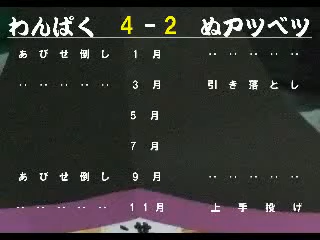 わんぱく 4 - 2 ぬアツベツ
あびせ倒し 1月 ‥‥‥‥‥
‥‥‥‥‥ 3月 引き落とし
5月
7月
あびせ倒し 9月 ‥‥‥‥‥
‥‥‥‥‥ 11月 上手投げ